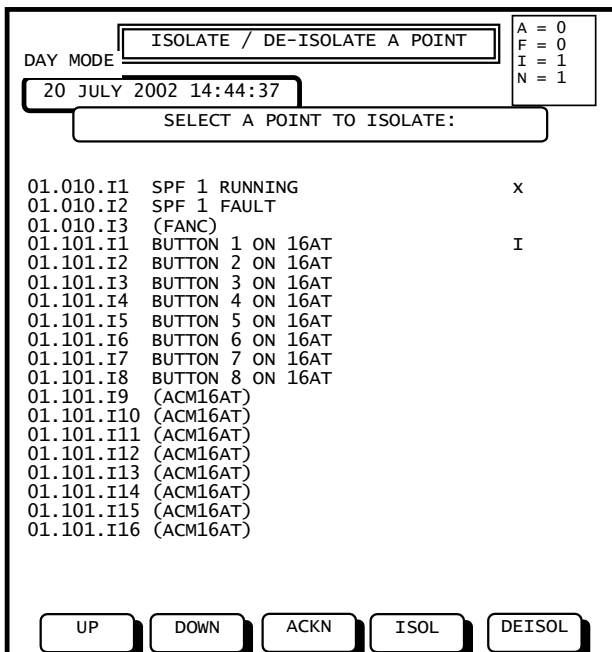 ISOLATE / DE-ISOLATE A POINT
A = 0
F = 0
I = 1
N = 1
DAY MODE
20 JULY 2002 14:44:37
SELECT A POINT TO ISOLATE:
01.010.I1 SPF 1 RUNNING x
01.010.I2 SPF 1 FAULT
01.010.I3 (FANC)
01.101.I1 BUTTON 1 ON 16AT I
01.101.I2 BUTTON 2 ON 16AT
01.101.I3 BUTTON 3 ON 16AT
01.101.I4 BUTTON 4 ON 16AT
01.101.I5 BUTTON 5 ON 16AT
01.101.I6 BUTTON 6 ON 16AT
01.101.I7 BUTTON 7 ON 16AT
01.101.I8 BUTTON 8 ON 16AT
01.101.I9 (ACM16AT)
01.101.I10 (ACM16AT)
01.101.I11 (ACM16AT)
01.101.I12 (ACM16AT)
01.101.I13 (ACM16AT)
01.101.I14 (ACM16AT)
01.101.I15 (ACM16AT)
01.101.I16 (ACM16AT)
UP DOWN ACKN ISOL DEISOL